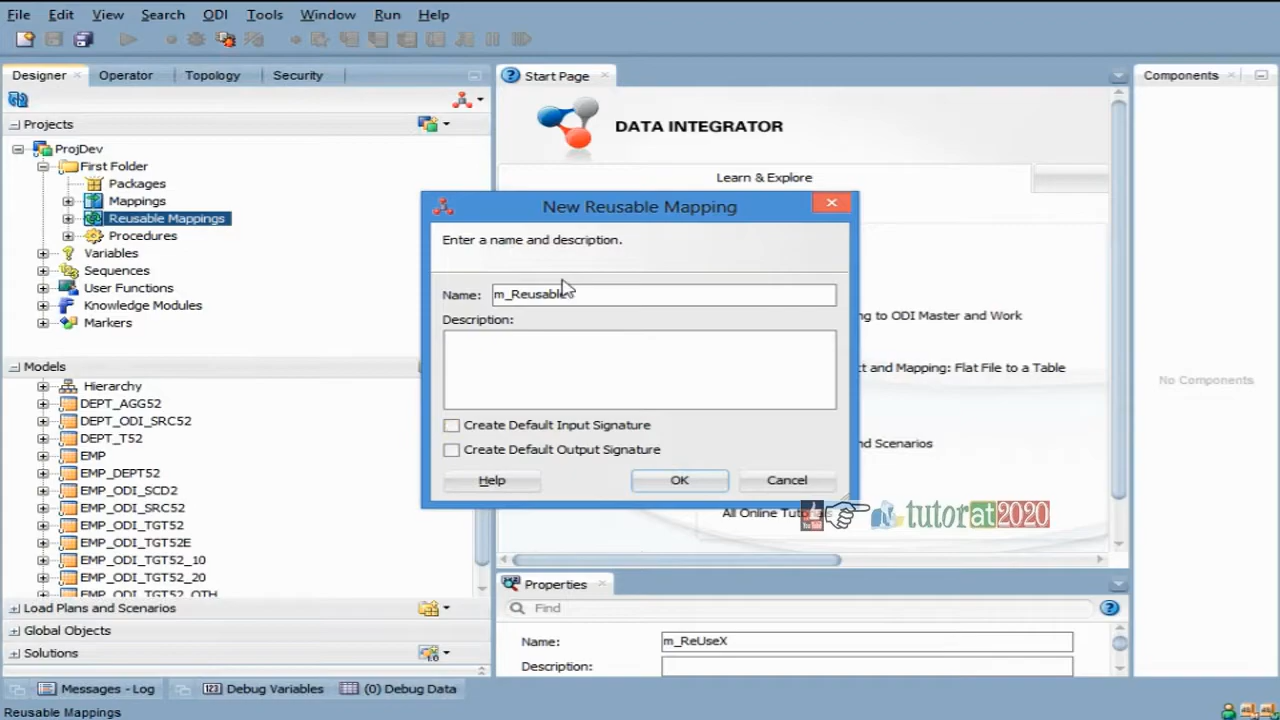 File Edit View Search ODI Tools Window Run Help
Designer Operator Topology Security
Start Page
Components
Projects
ProjDev
First Folder
Packages
Mappings
Reusable Mappings
Procedures
Variables
Sequences
User Functions
Knowledge Modules
Markers
Models
Hierarchy
DEPT_AGG52
DEPT_ODI_SRC52
DEPT_T52
EMP
EMP_DEPT52
EMP_ODI_SCD2
EMP_ODI_SRC52
EMP_ODI_TGT52
EMP_ODI_TGT52E
EMP_ODI_TGT52_10
EMP_ODI_TGT52_20
EMP_ODI_TGT52_OTH
Load Plans and Scenarios
Global Objects
Solutions
DATA INTEGRATOR
Learn & Explore
New Reusable Mapping
Enter a name and description.
Name: m_Reusable
Description:
Create Default Input Signature
Create Default Output Signature
Help OK Cancel
ng to ODI Master and Work
ct and Mapping: Flat File to a Table
nd Scenarios
All Online
tutorat2020
No Components
Properties
Find
Name: m_ReUseX
Description:
Messages - Log Debug Variables (0) Debug Data
Reusable Mappings